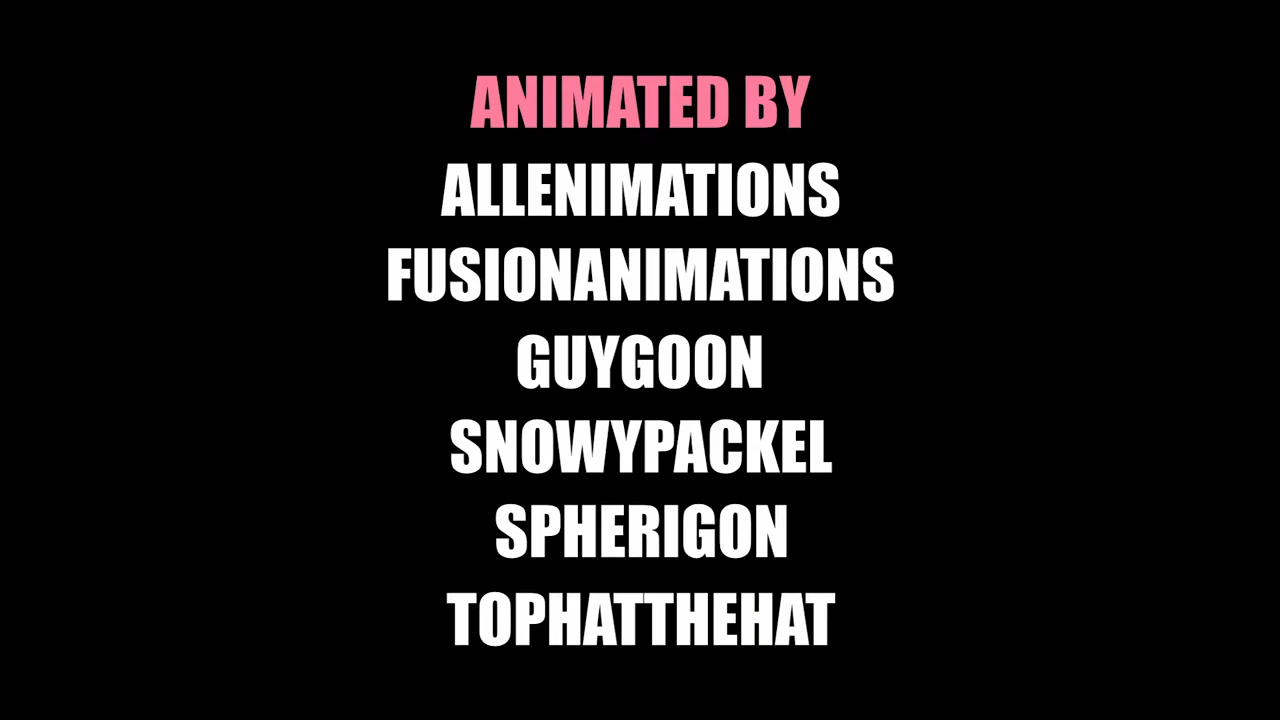 ANIMATED BY
ALLENIMATIONS
FUSIONANIMATIONS
GUYGOON
SNOWYPACKEL
SPHERIGON
TOPHATTHEHAT